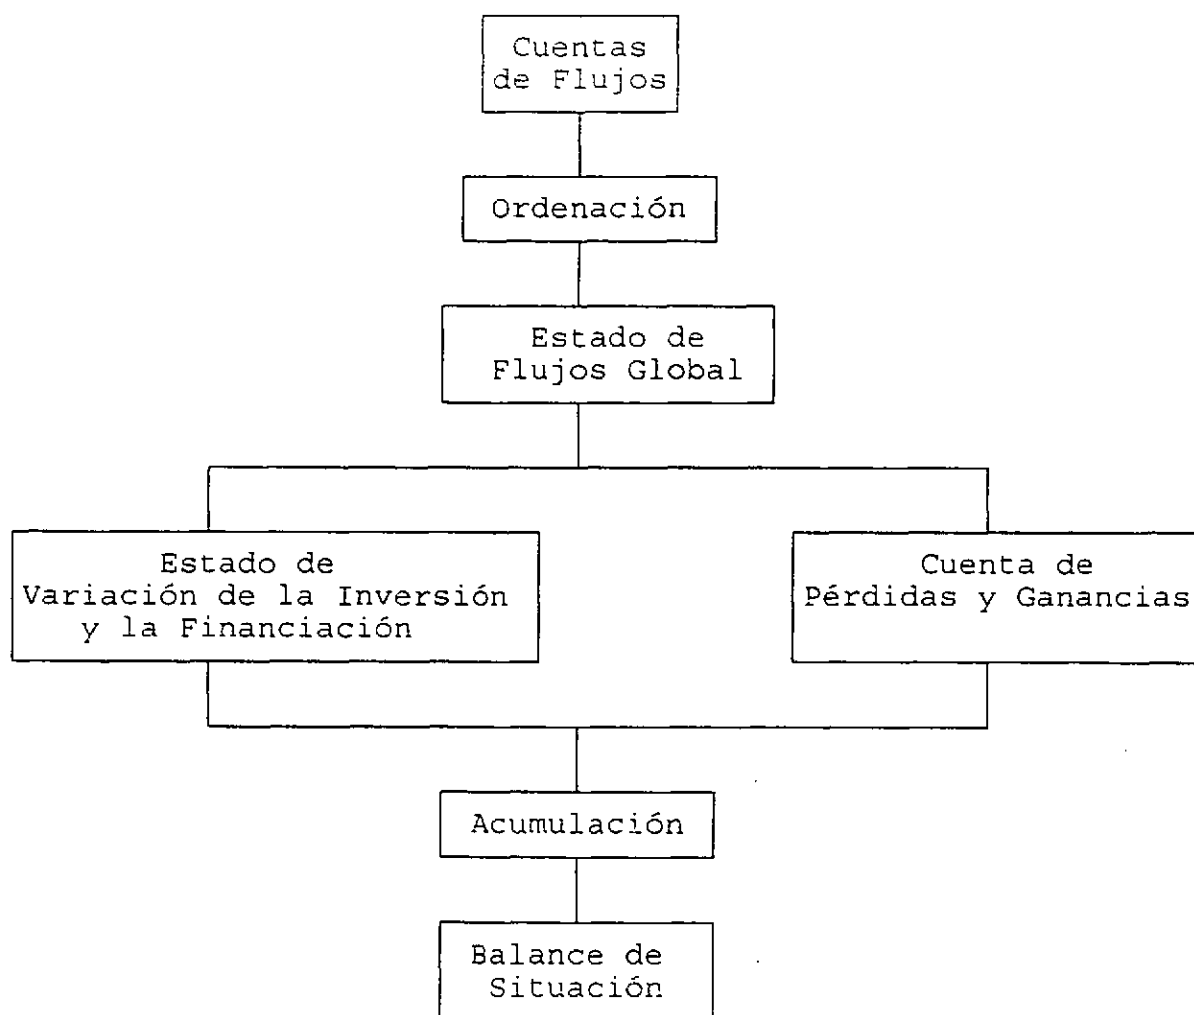 Cuentas
de Flujos
Ordenación
Estado de
Flujos Global
Estado de
Variación de la Inversión
y la Financiación
Cuenta de
Pérdidas y Ganancias
Acumulación
Balance de
Situación